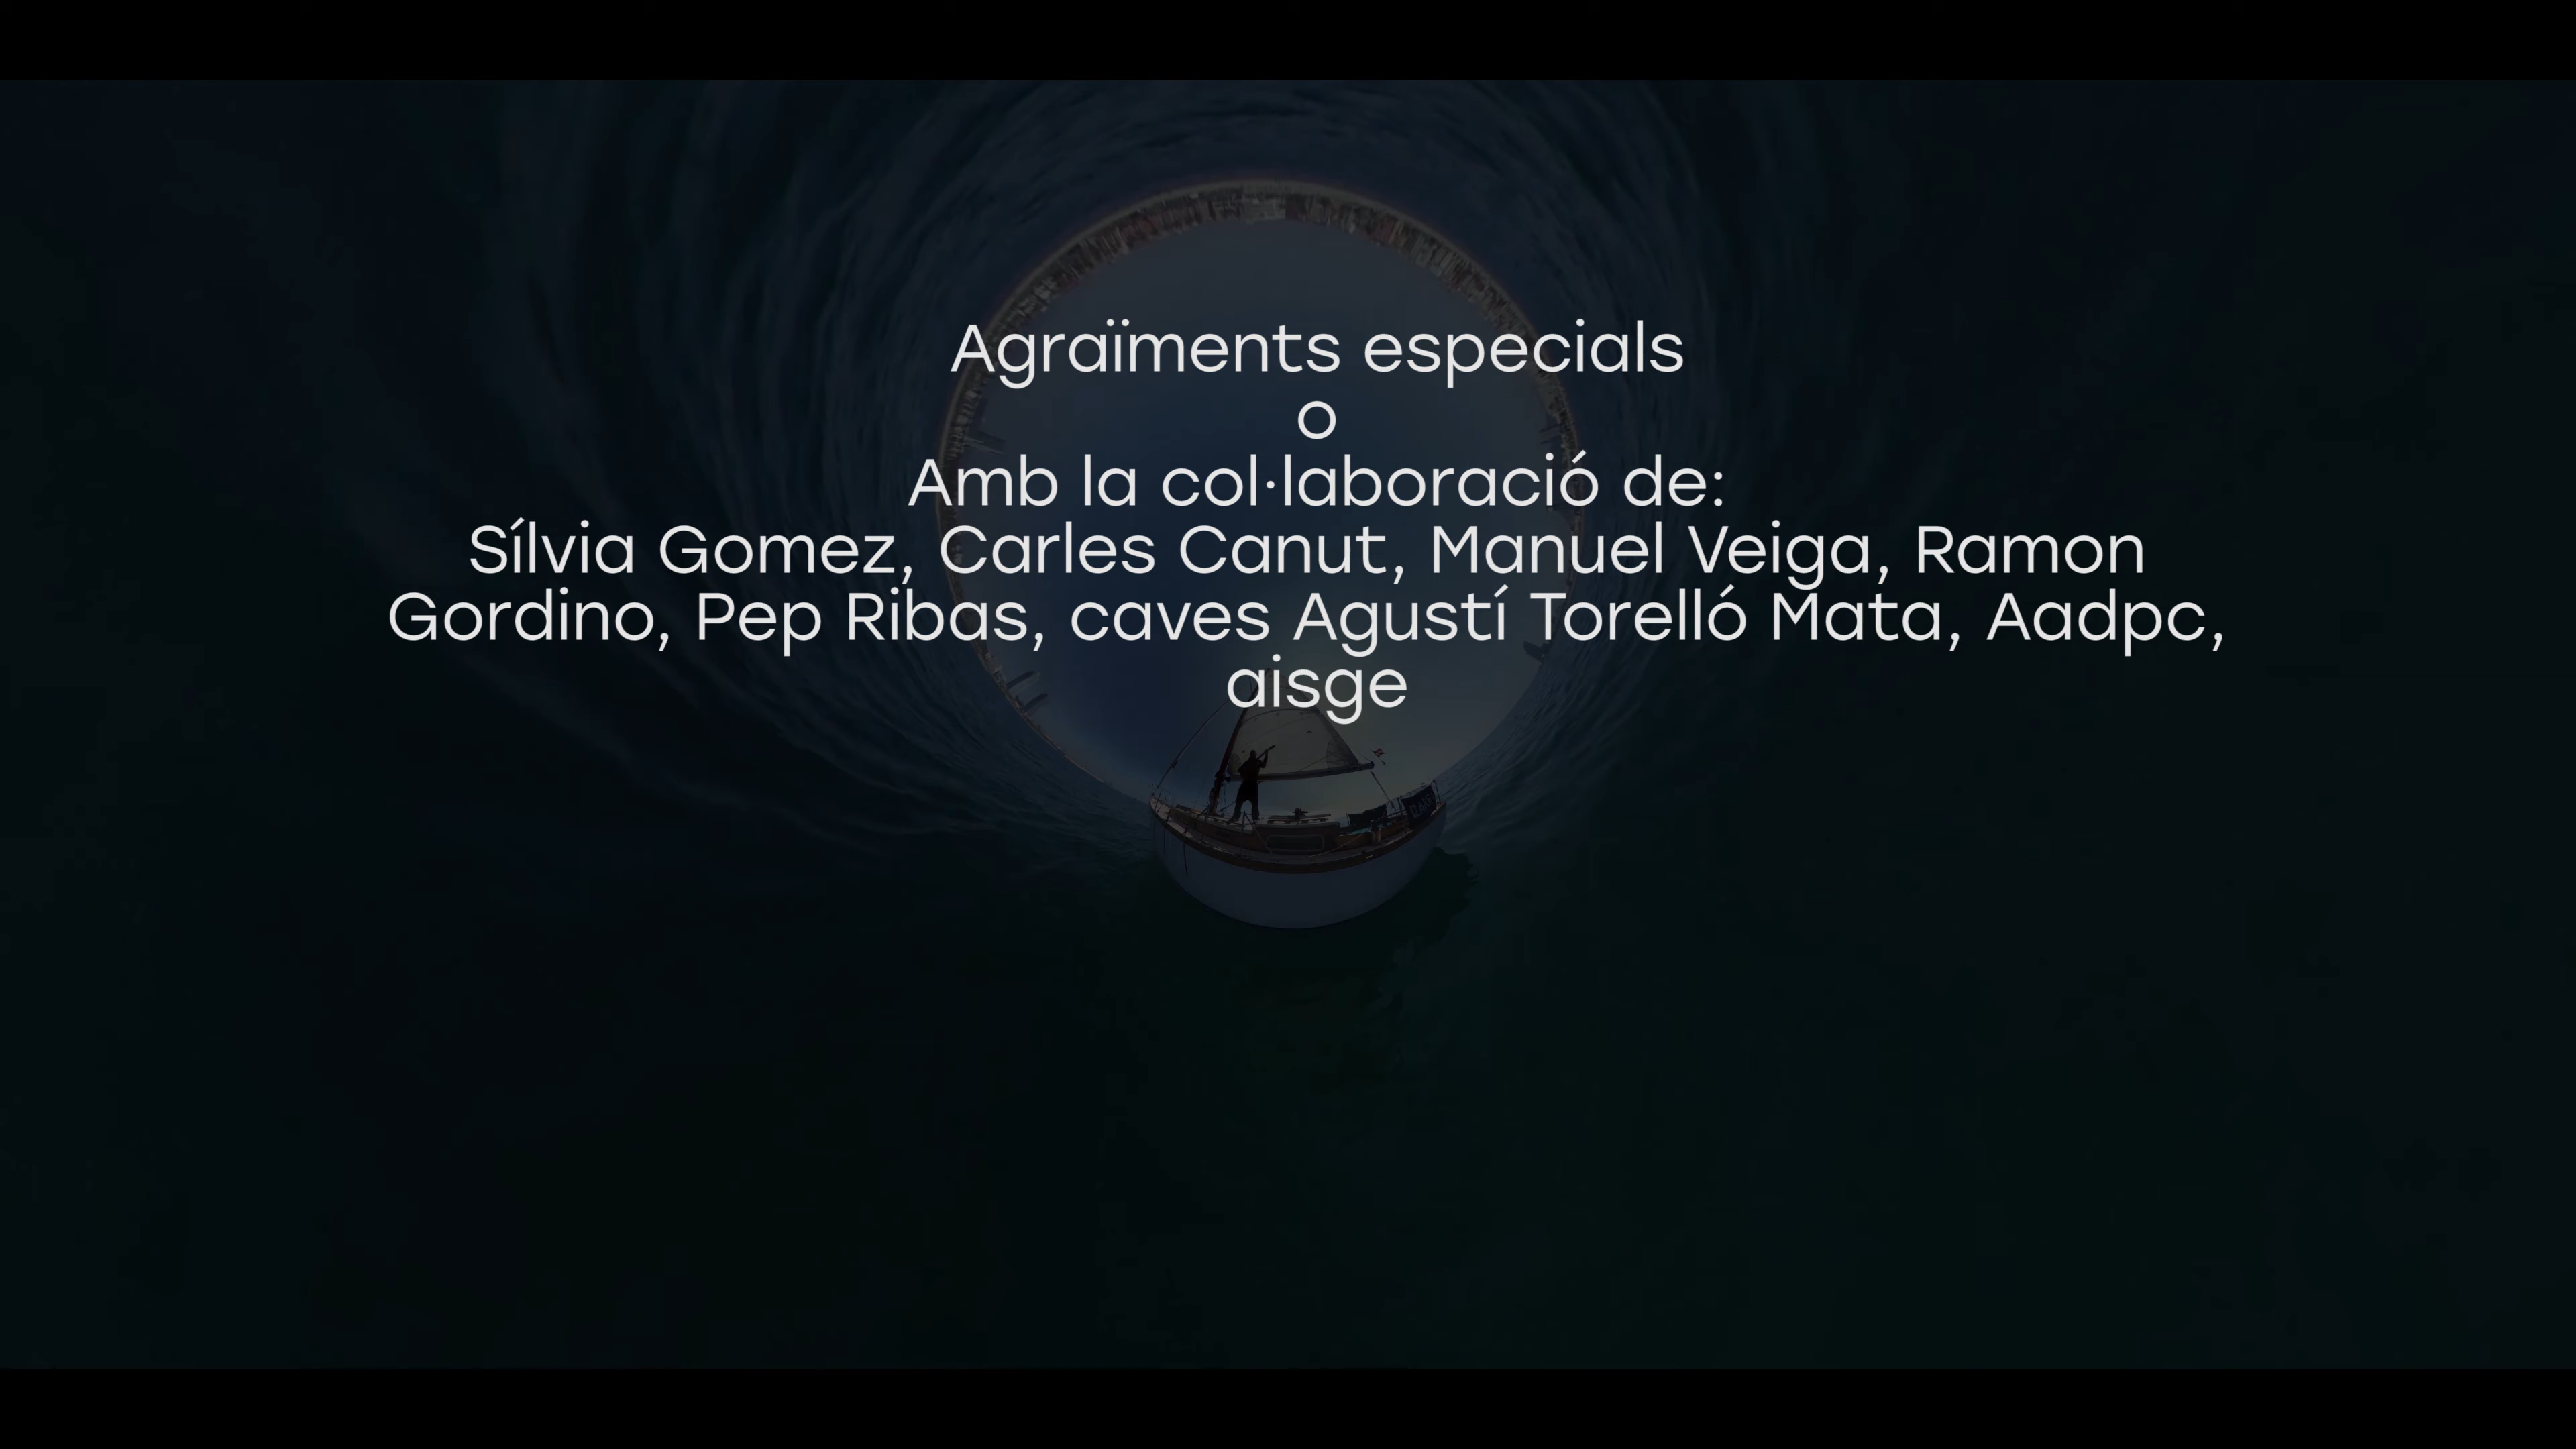 Agraïments especials
o
Amb la col·laboració de:
Sílvia Gomez, Carles Canut, Manuel Veiga, Ramon
Gordino, Pep Ribas, caves Agustí Torelló Mata, Aadpc,
aisge